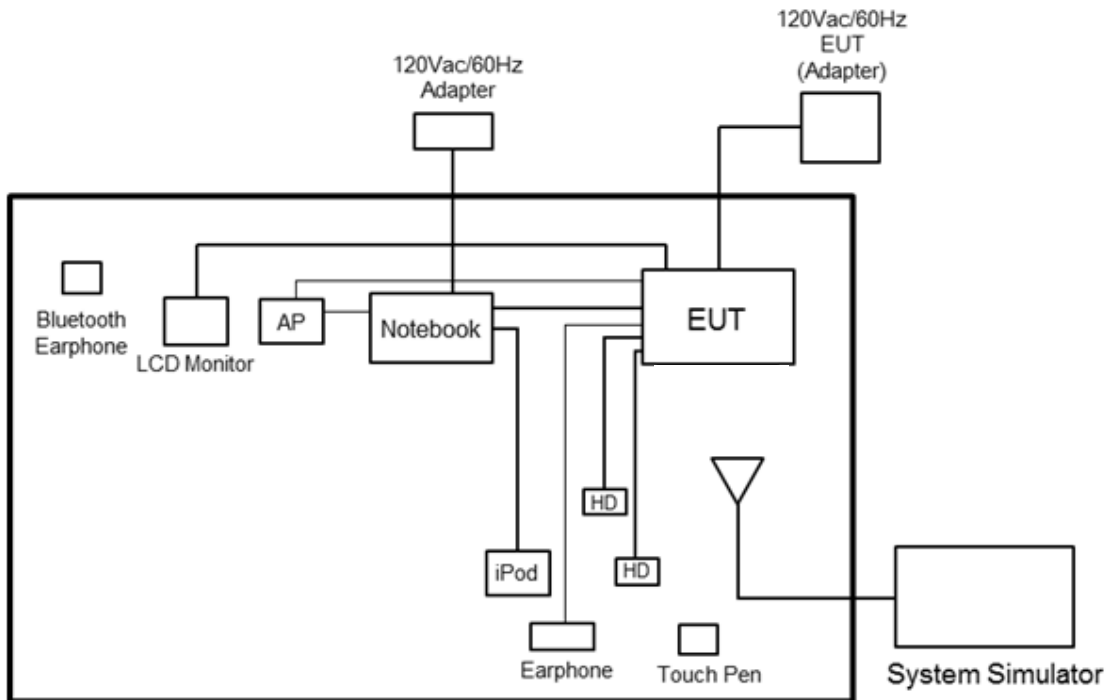 120Vac/60Hz
EUT
(Adapter)
120Vac/60Hz
Adapter
Bluetooth
Earphone
LCD Monitor
AP
Notebook
EUT
HD
HD
iPod
Earphone
Touch Pen
System Simulator